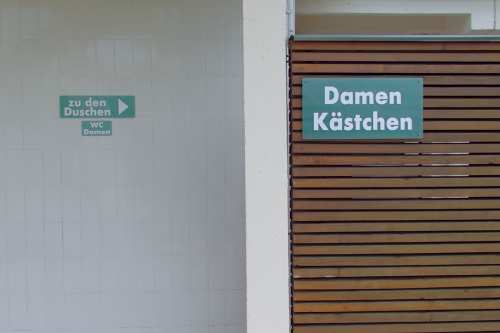 zu den
Duschen
WC
Damen
Damen
Kästchen